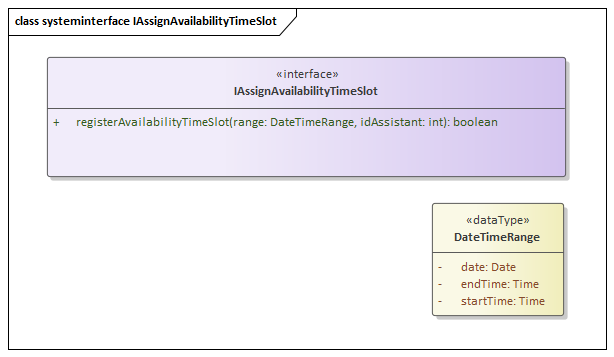 class systeminterface IAssignAvailabilityTimeSlot
«interface»
IAssignAvailabilityTimeSlot
+ registerAvailabilityTimeSlot(range: DateTimeRange, idAssistant: int): boolean
«dataType»
DateTimeRange
- date: Date
- endTime: Time
- startTime: Time